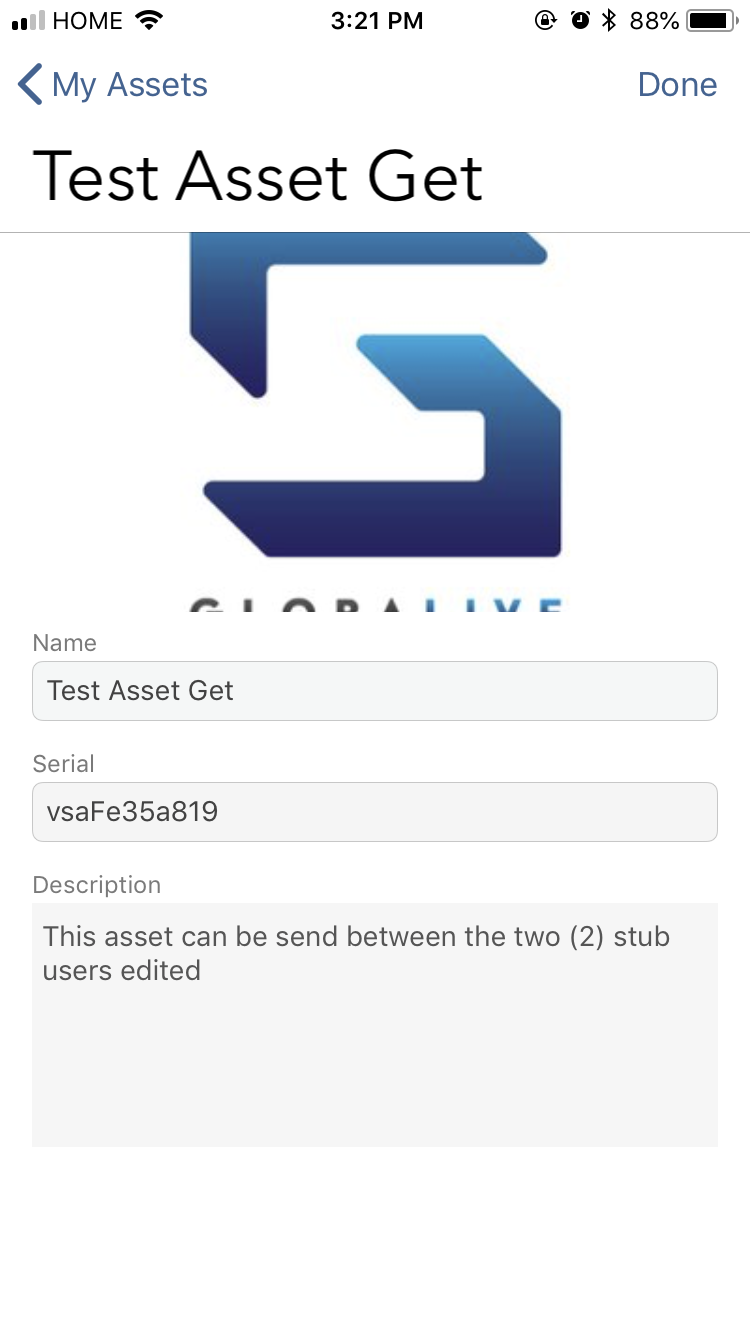 HOME 3:21 PM 88%
My Assets Done
Test Asset Get
GLOBALIVE
Name
Test Asset Get
Serial
vsaFe35a819
Description
This asset can be send between the two (2) stub
users edited